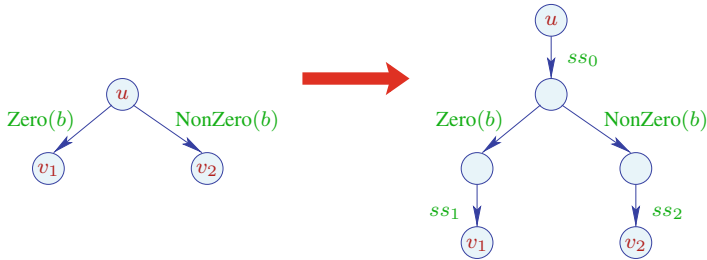 u
ss₀
u
Zero(b)
NonZero(b)
Zero(b)
NonZero(b)
v₁
v₂
ss₁
ss₂
v₁
v₂